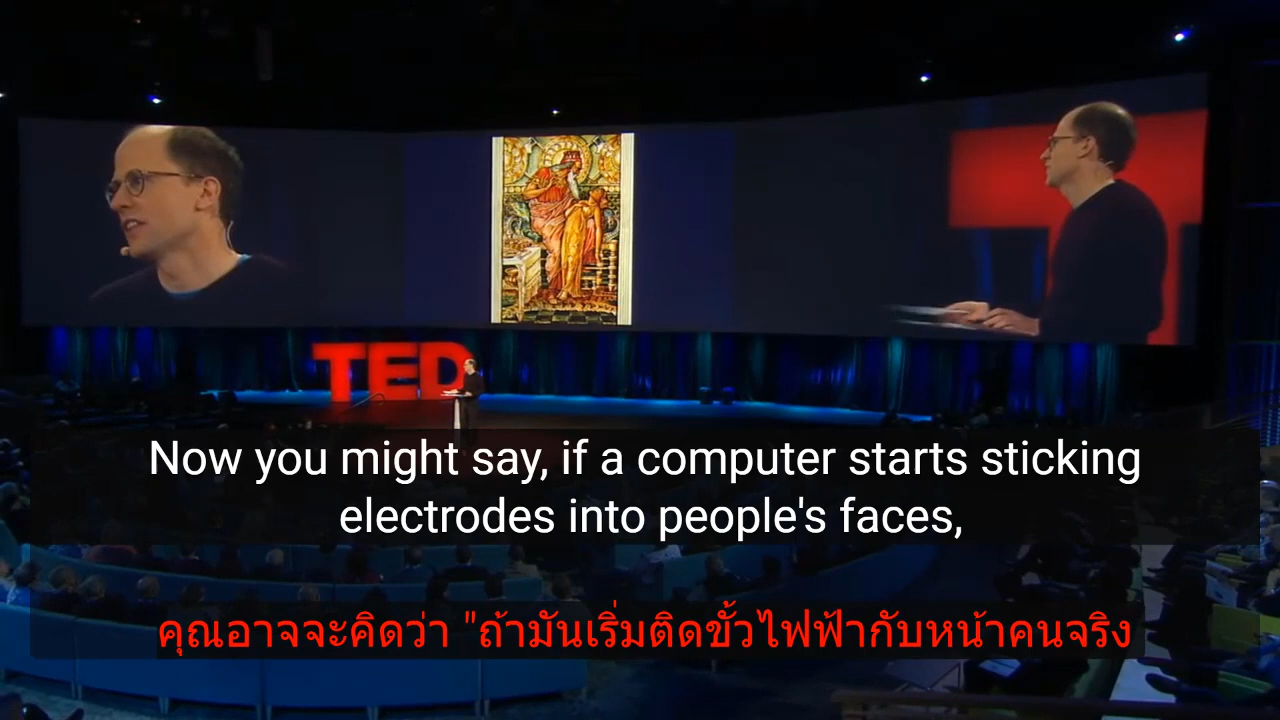 TED
Now you might say, if a computer starts sticking
electrodes into people's faces,
คุณอาจจะคิดว่า "ถ้ามันเริ่มติดขั้วไฟฟ้ากับหน้าคนจริง